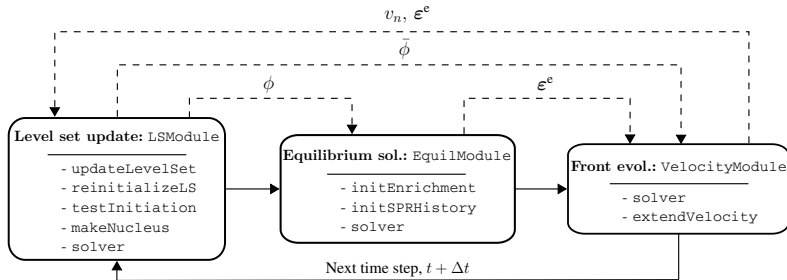 v_n, ε^e
ϕ̄
ϕ
ε^e
Level set update: LSModule
- updateLevelSet
- reinitializeLS
- testInitiation
- makeNucleus
- solver
Equilibrium sol.: EquilModule
- initEnrichment
- initSPRHistory
- solver
Front evol.: VelocityModule
- solver
- extendVelocity
Next time step, t + Δt